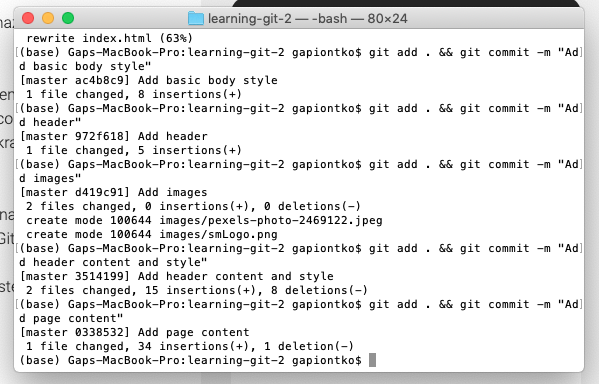 learning-git-2 — -bash — 80×24
rewrite index.html (63%)
[(base) Gaps-MacBook-Pro:learning-git-2 gapiontko$ git add . && git commit -m "Ad]
d basic body style"
[master ac4b8c9] Add basic body style
1 file changed, 8 insertions(+)
[(base) Gaps-MacBook-Pro:learning-git-2 gapiontko$ git add . && git commit -m "Ad]
d header"
[master 972f618] Add header
1 file changed, 5 insertions(+)
[(base) Gaps-MacBook-Pro:learning-git-2 gapiontko$ git add . && git commit -m "Ad]
d images"
[master d419c91] Add images
2 files changed, 0 insertions(+), 0 deletions(-)
create mode 100644 images/pexels-photo-2469122.jpeg
create mode 100644 images/smLogo.png
[(base) Gaps-MacBook-Pro:learning-git-2 gapiontko$ git add . && git commit -m "Ad]
d header content and style"
[master 3514199] Add header content and style
2 files changed, 15 insertions(+), 8 deletions(-)
[(base) Gaps-MacBook-Pro:learning-git-2 gapiontko$ git add . && git commit -m "Ad]
d page content"
[master 0338532] Add page content
1 file changed, 34 insertions(+), 1 deletion(-)
(base) Gaps-MacBook-Pro:learning-git-2 gapiontko$